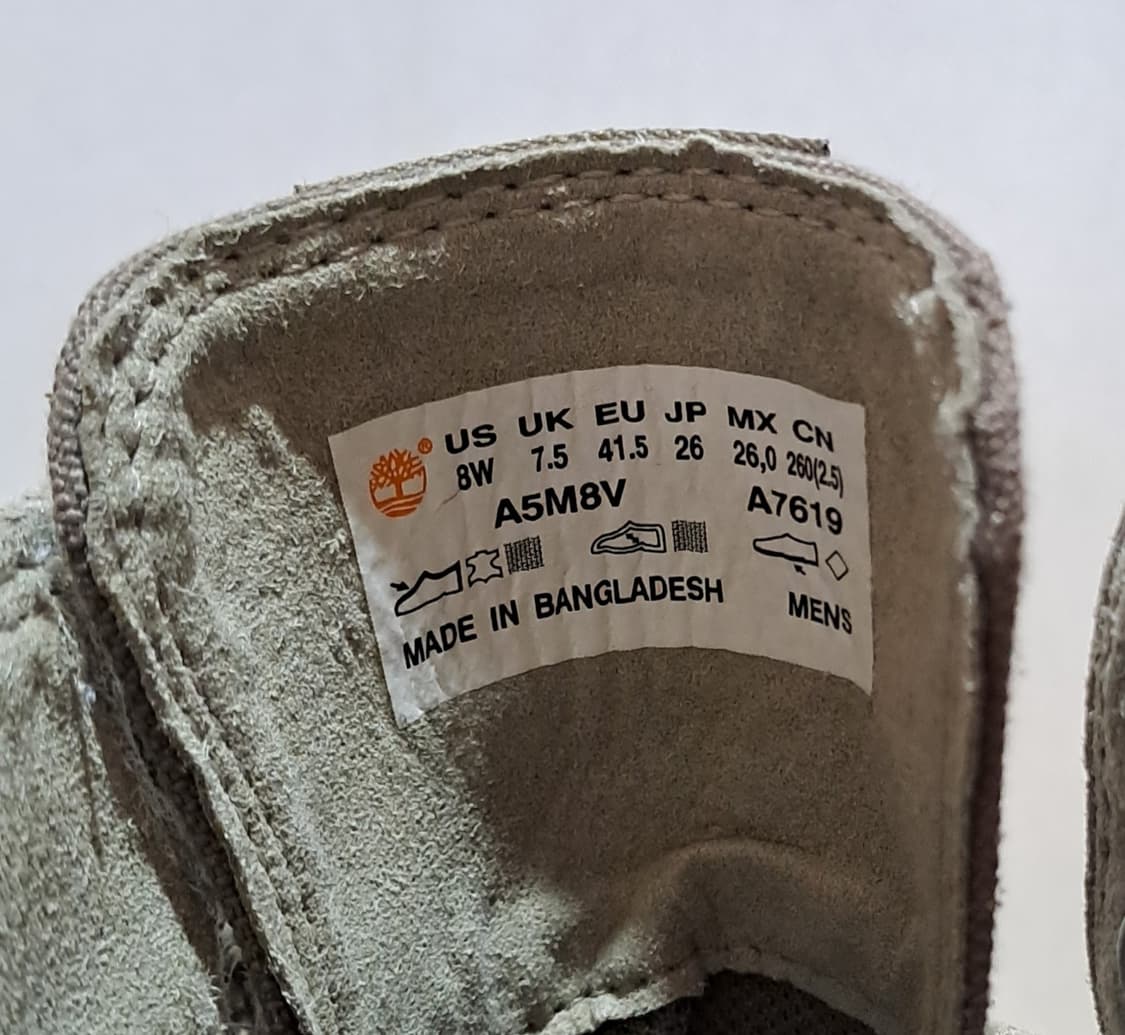 US UK EU JP MX CN
8W 7.5 41.5 26 26,0 260(2.5)
A5M8V A7619
MADE IN BANGLADESH MENS